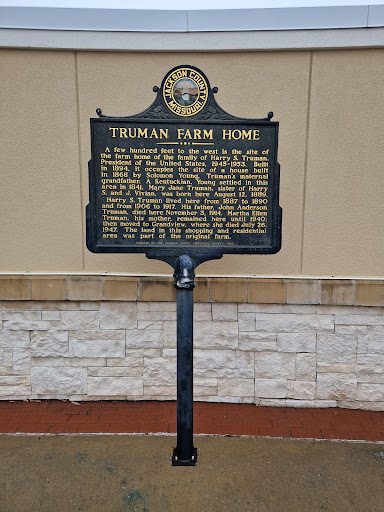 JACKSON COUNTY
MISSOURI
TRUMAN FARM HOME
A few hundred feet to the west is the site of
the farm home of the family of Harry S. Truman,
President of the United States, 1945-1953. Built
in 1894, it occupies the site of a house built
in 1868 by Solomon Young, Truman's maternal
grandfather. A Kentuckian, Young settled in this
area in 1841. Mary Jane Truman, sister of Harry
S. and J. Vivian, was born here August 12, 1889.
Harry S. Truman lived here from 1887 to 1890
and from 1906 to 1917. His father, John Anderson
Truman, died here November 3, 1914. Martha Ellen
Truman, his mother, remained here until 1940,
then moved to Grandview, where she died July 26,
1947. The land in this shopping and residential
area was part of the original farm.